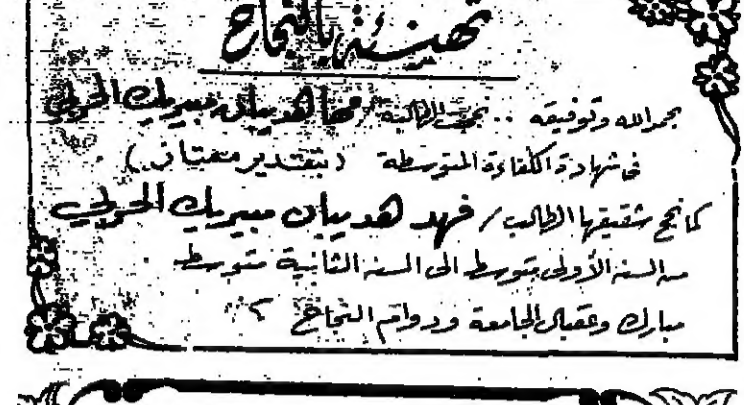 تهنئة بالنجاح
بحمد الله وتوفيقه .. نجحت الطالبة / مها هديبان مبيريك الحربي
في شهادة الكفاءة المتوسطة (بتقدير ممتاز)
كما نجح شقيقها الطالب / فهد هديبان مبيريك الحربي
من السنة الأولى متوسط الى السنة الثانية متوسط
مبارك وعقبال الجامعة ودوام النجاح